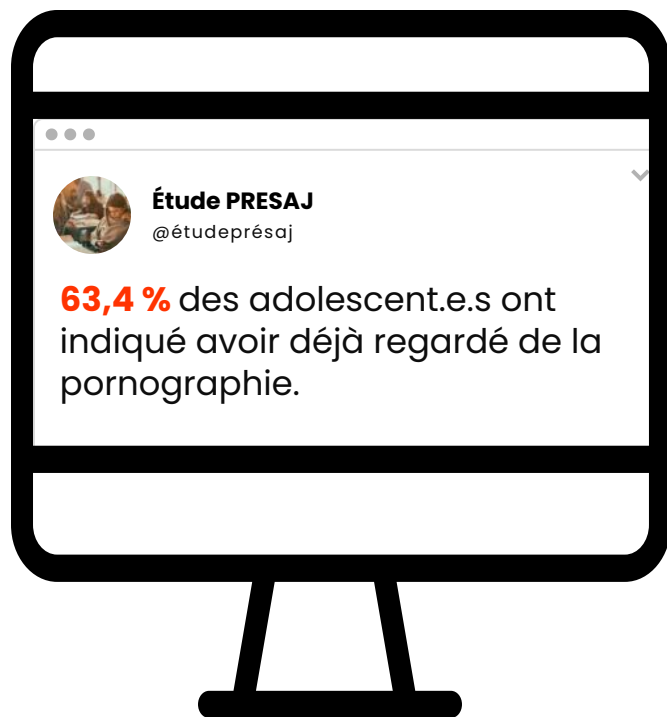 Étude PRESAJ
@étudeprésaj
63,4 % des adolescent.e.s ont
indiqué avoir déjà regardé de la
pornographie.